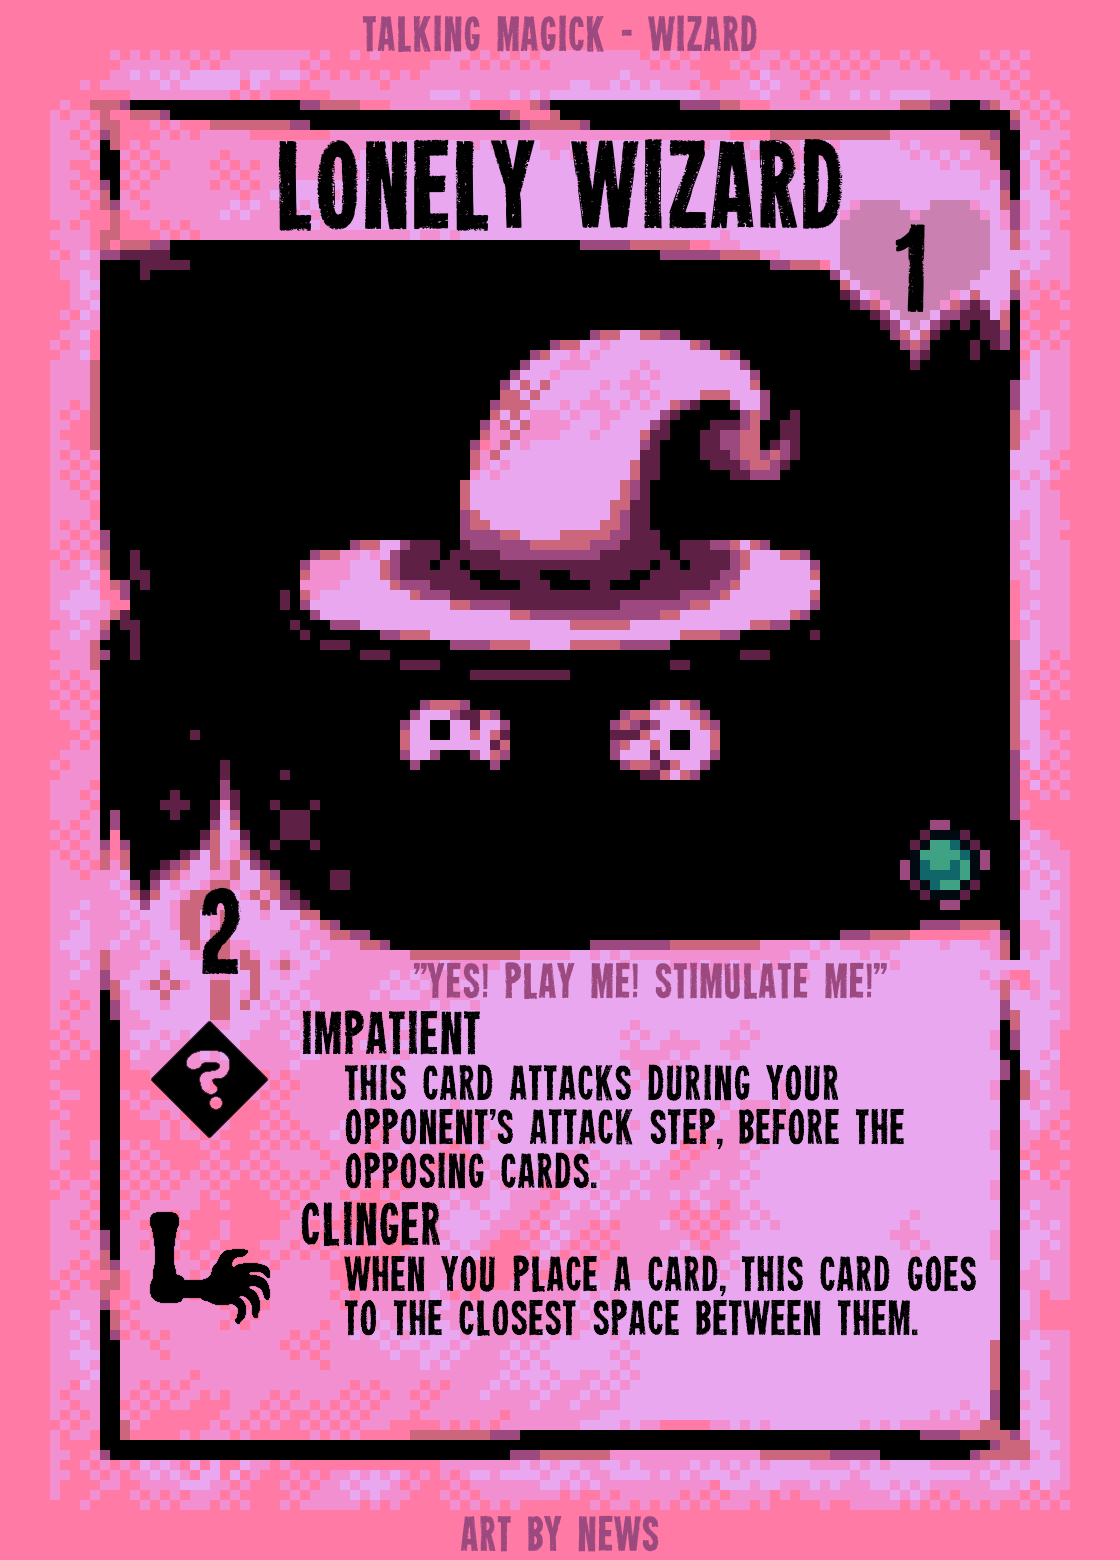 TALKING MAGICK - WIZARD
LONELY WIZARD
1
2
"YES! PLAY ME! STIMULATE ME!"
IMPATIENT
THIS CARD ATTACKS DURING YOUR
OPPONENT'S ATTACK STEP, BEFORE THE
OPPOSING CARDS.
CLINGER
WHEN YOU PLACE A CARD, THIS CARD GOES
TO THE CLOSEST SPACE BETWEEN THEM.
?
ART BY NEWS